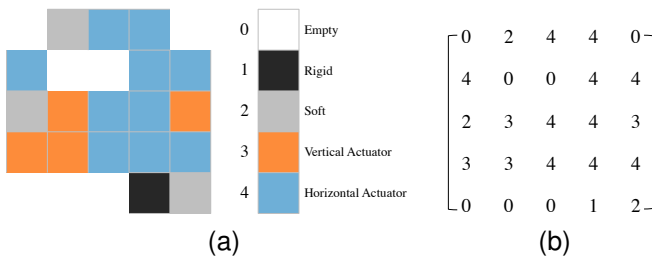 0 Empty
1 Rigid
2 Soft
3 Vertical Actuator
4 Horizontal Actuator
(a)
0 2 4 4 0
4 0 0 4 4
2 3 4 4 3
3 3 4 4 4
0 0 0 1 2
(b)